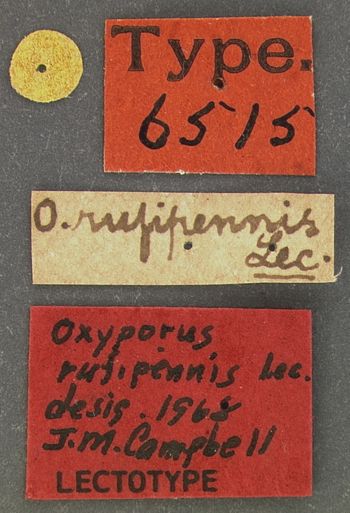 Type.
6515
O. rufipennis
Lec.
Oxyporus
rufipennis Lec.
desig. 1968
J.M. Campbell
LECTOTYPE